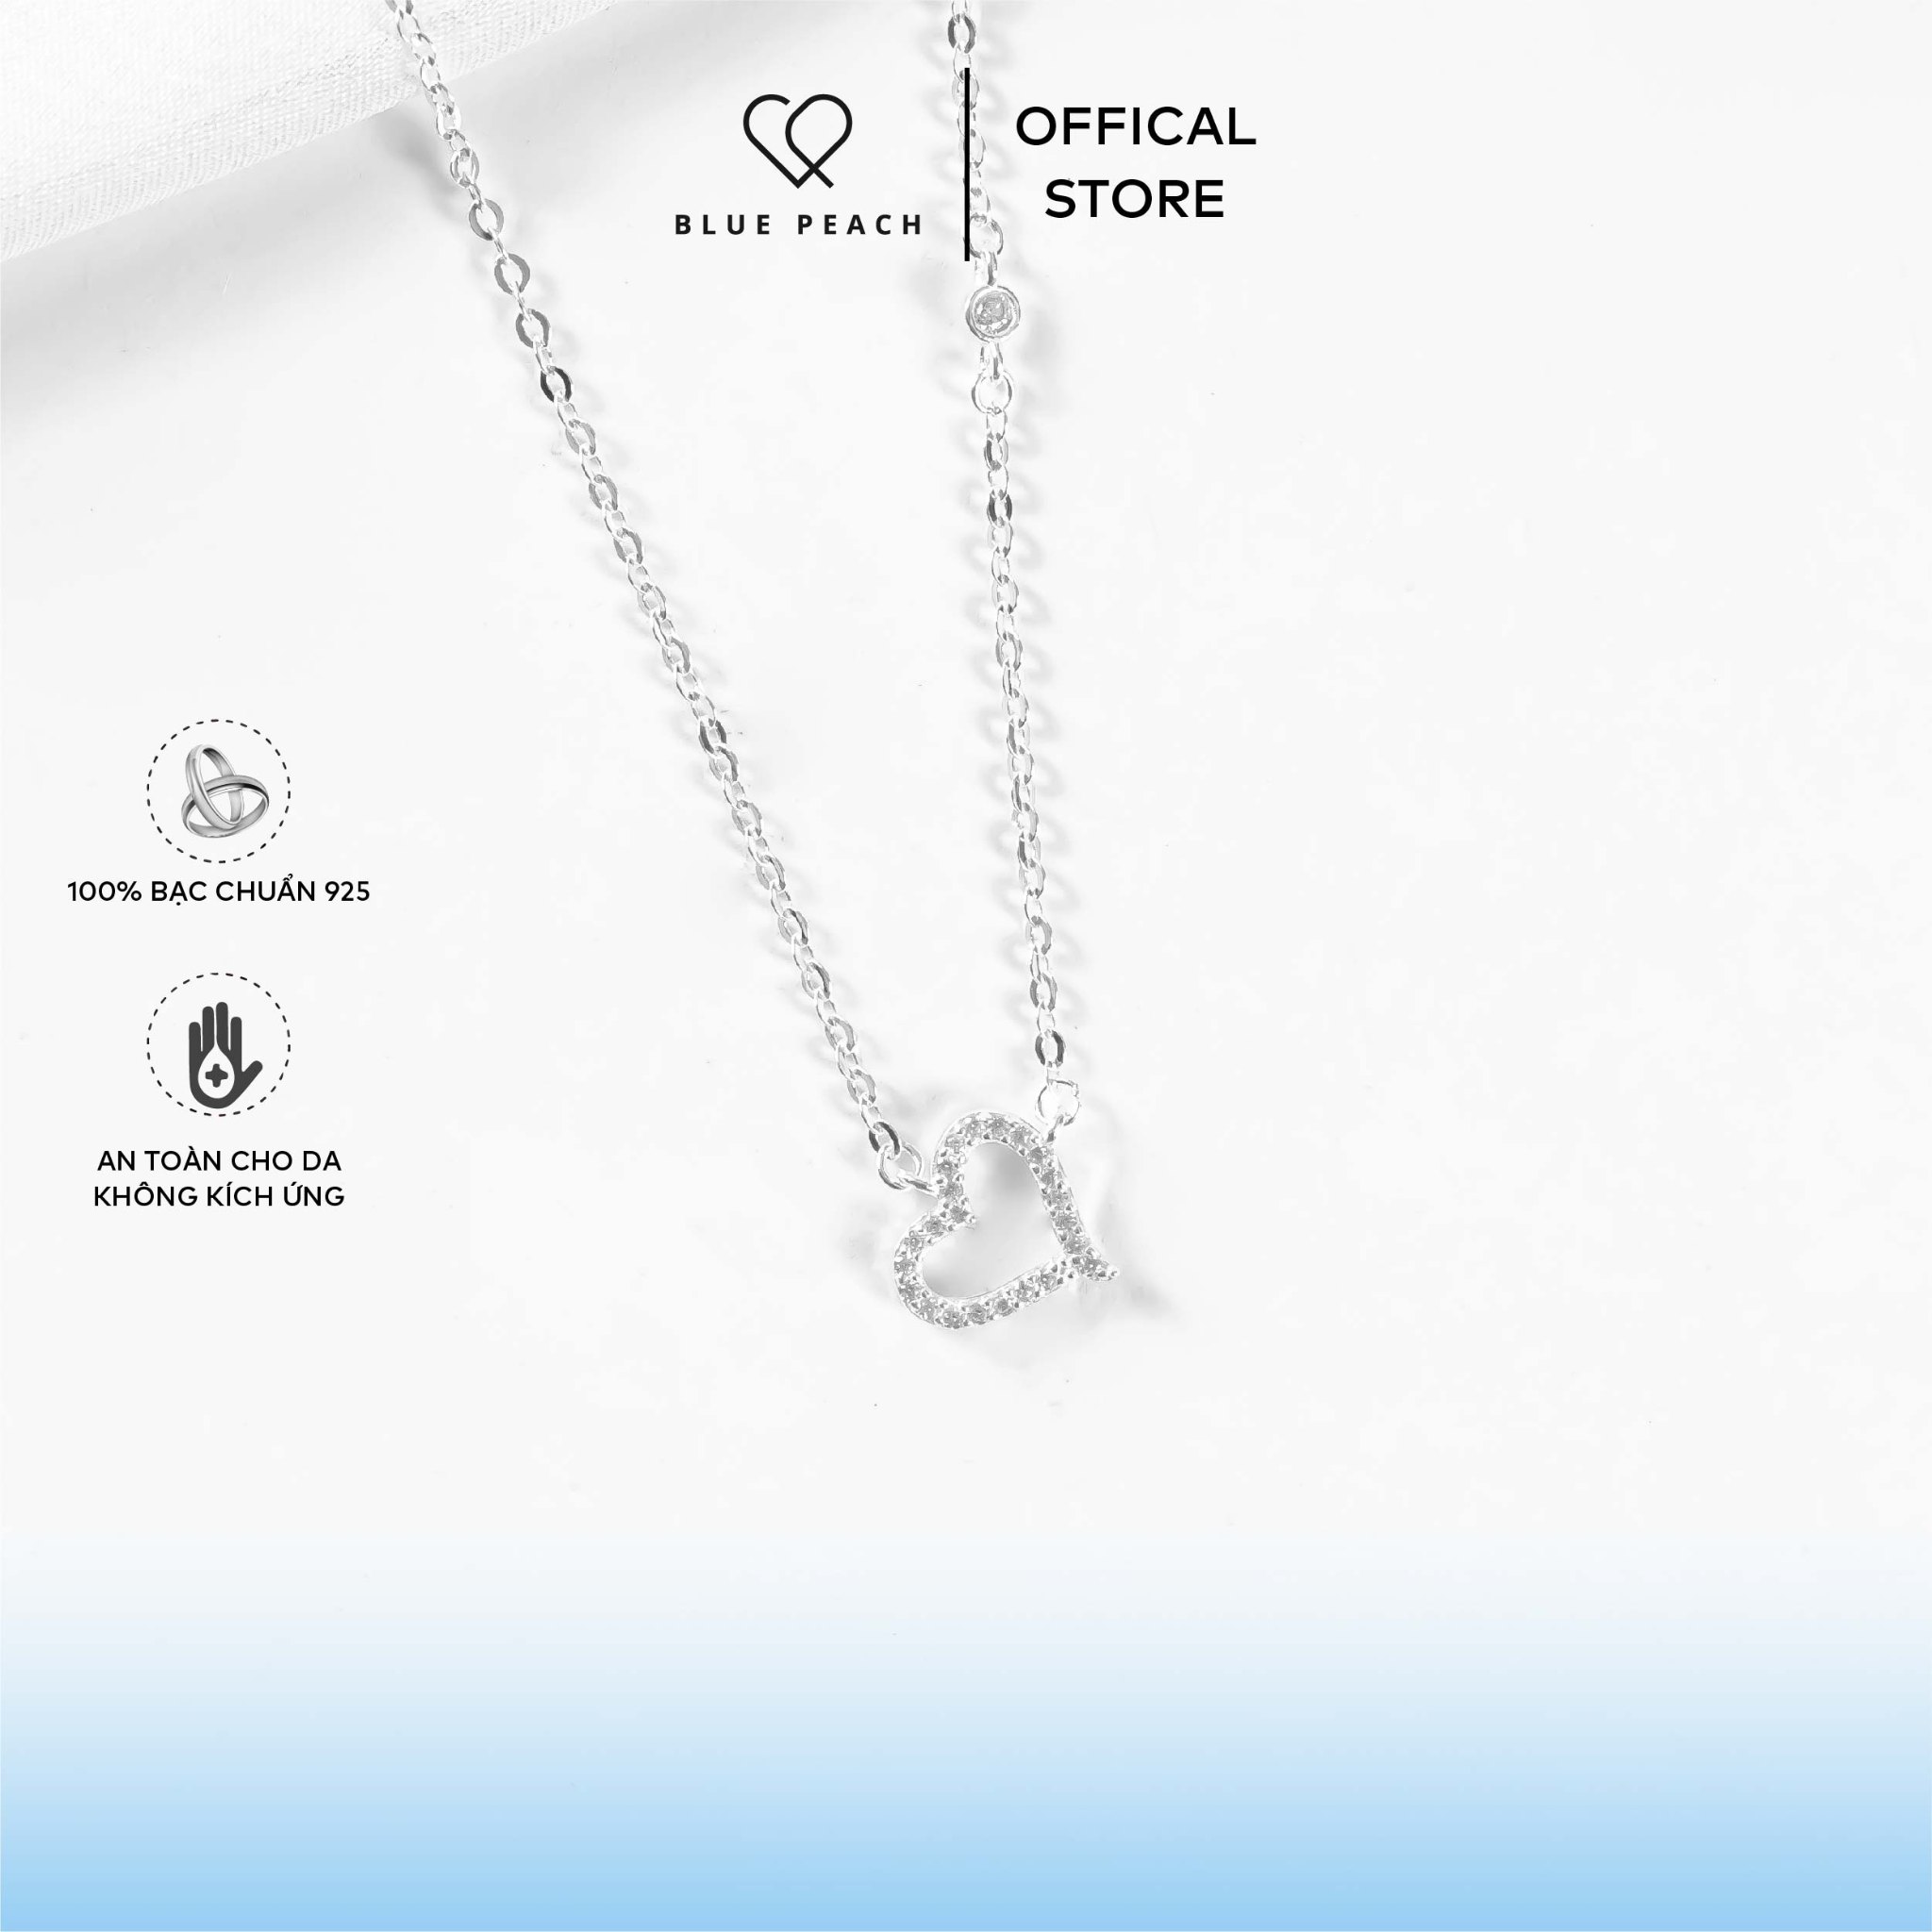 BLUE PEACH
OFFICAL
STORE
100% BẠC CHUẨN 925
AN TOÀN CHO DA
KHÔNG KÍCH ỨNG